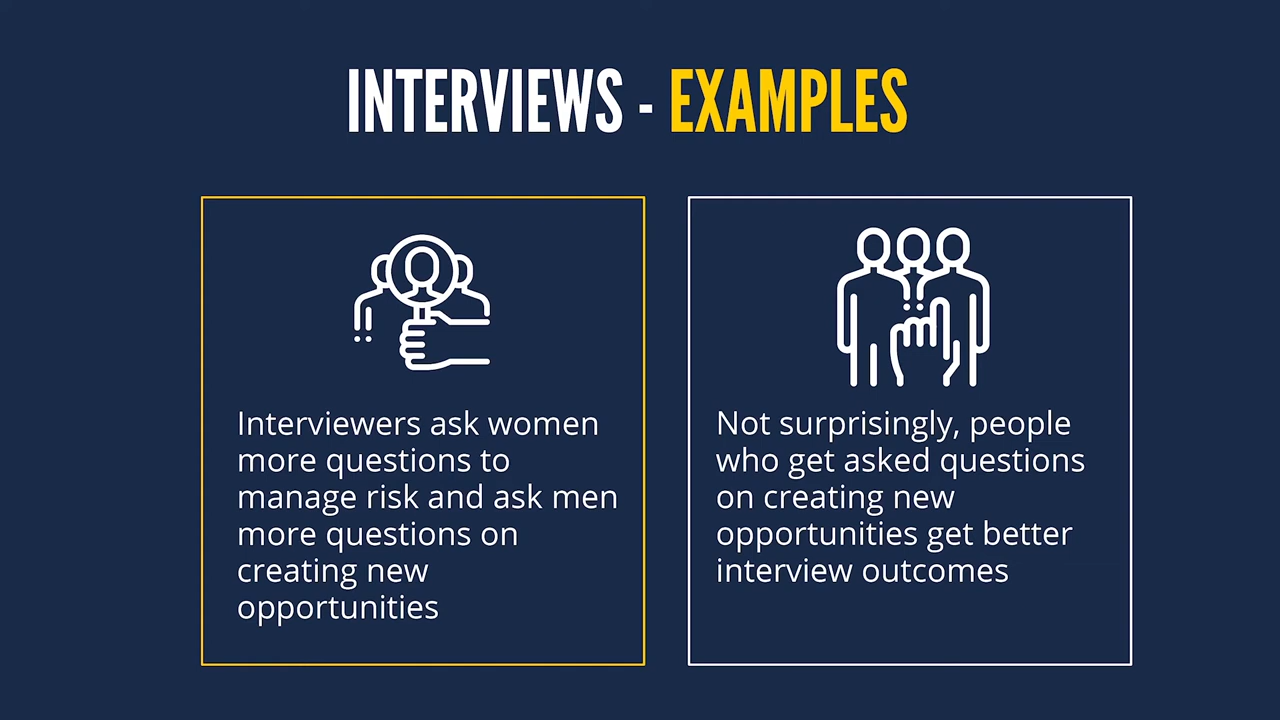 INTERVIEWS - EXAMPLES
Interviewers ask women
more questions to
manage risk and ask men
more questions on
creating new
opportunities
Not surprisingly, people
who get asked questions
on creating new
opportunities get better
interview outcomes